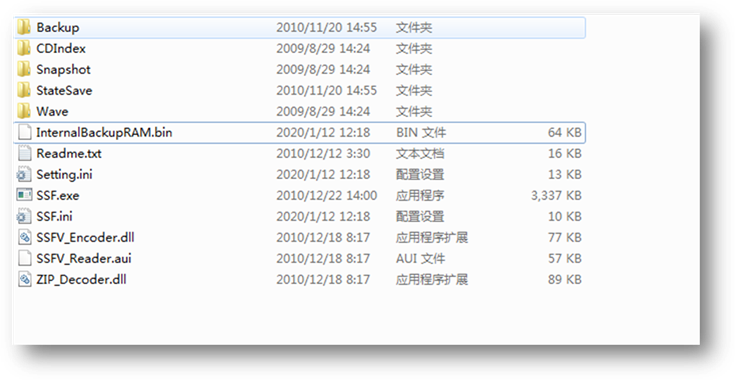 Backup 2010/11/20 14:55 文件夹
CDIndex 2009/8/29 14:24 文件夹
Snapshot 2009/8/29 14:24 文件夹
StateSave 2010/11/20 14:55 文件夹
Wave 2009/8/29 14:24 文件夹
InternalBackupRAM.bin 2020/1/12 12:18 BIN 文件 64 KB
Readme.txt 2010/12/12 3:30 文本文档 16 KB
Setting.ini 2020/1/12 12:18 配置设置 13 KB
SSF.exe 2010/12/22 14:00 应用程序 3,337 KB
SSF.ini 2020/1/12 12:18 配置设置 10 KB
SSFV_Encoder.dll 2010/12/18 8:17 应用程序扩展 77 KB
SSFV_Reader.aui 2010/12/18 8:17 AUI 文件 57 KB
ZIP_Decoder.dll 2010/12/18 8:17 应用程序扩展 89 KB